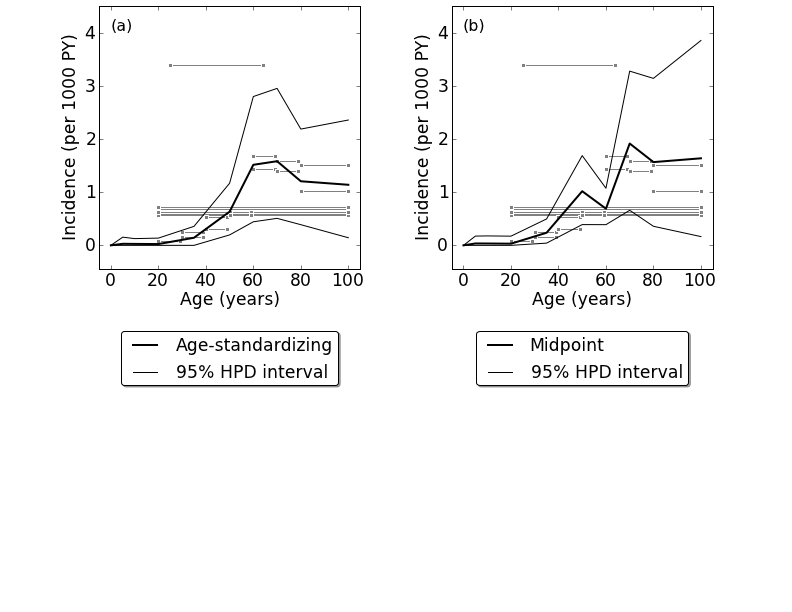 (a)
Incidence (per 1000 PY)
4
3
2
1
0
0 20 40 60 80 100
Age (years)
Age-standardizing
95% HPD interval
(b)
Incidence (per 1000 PY)
4
3
2
1
0
0 20 40 60 80 100
Age (years)
Midpoint
95% HPD interval